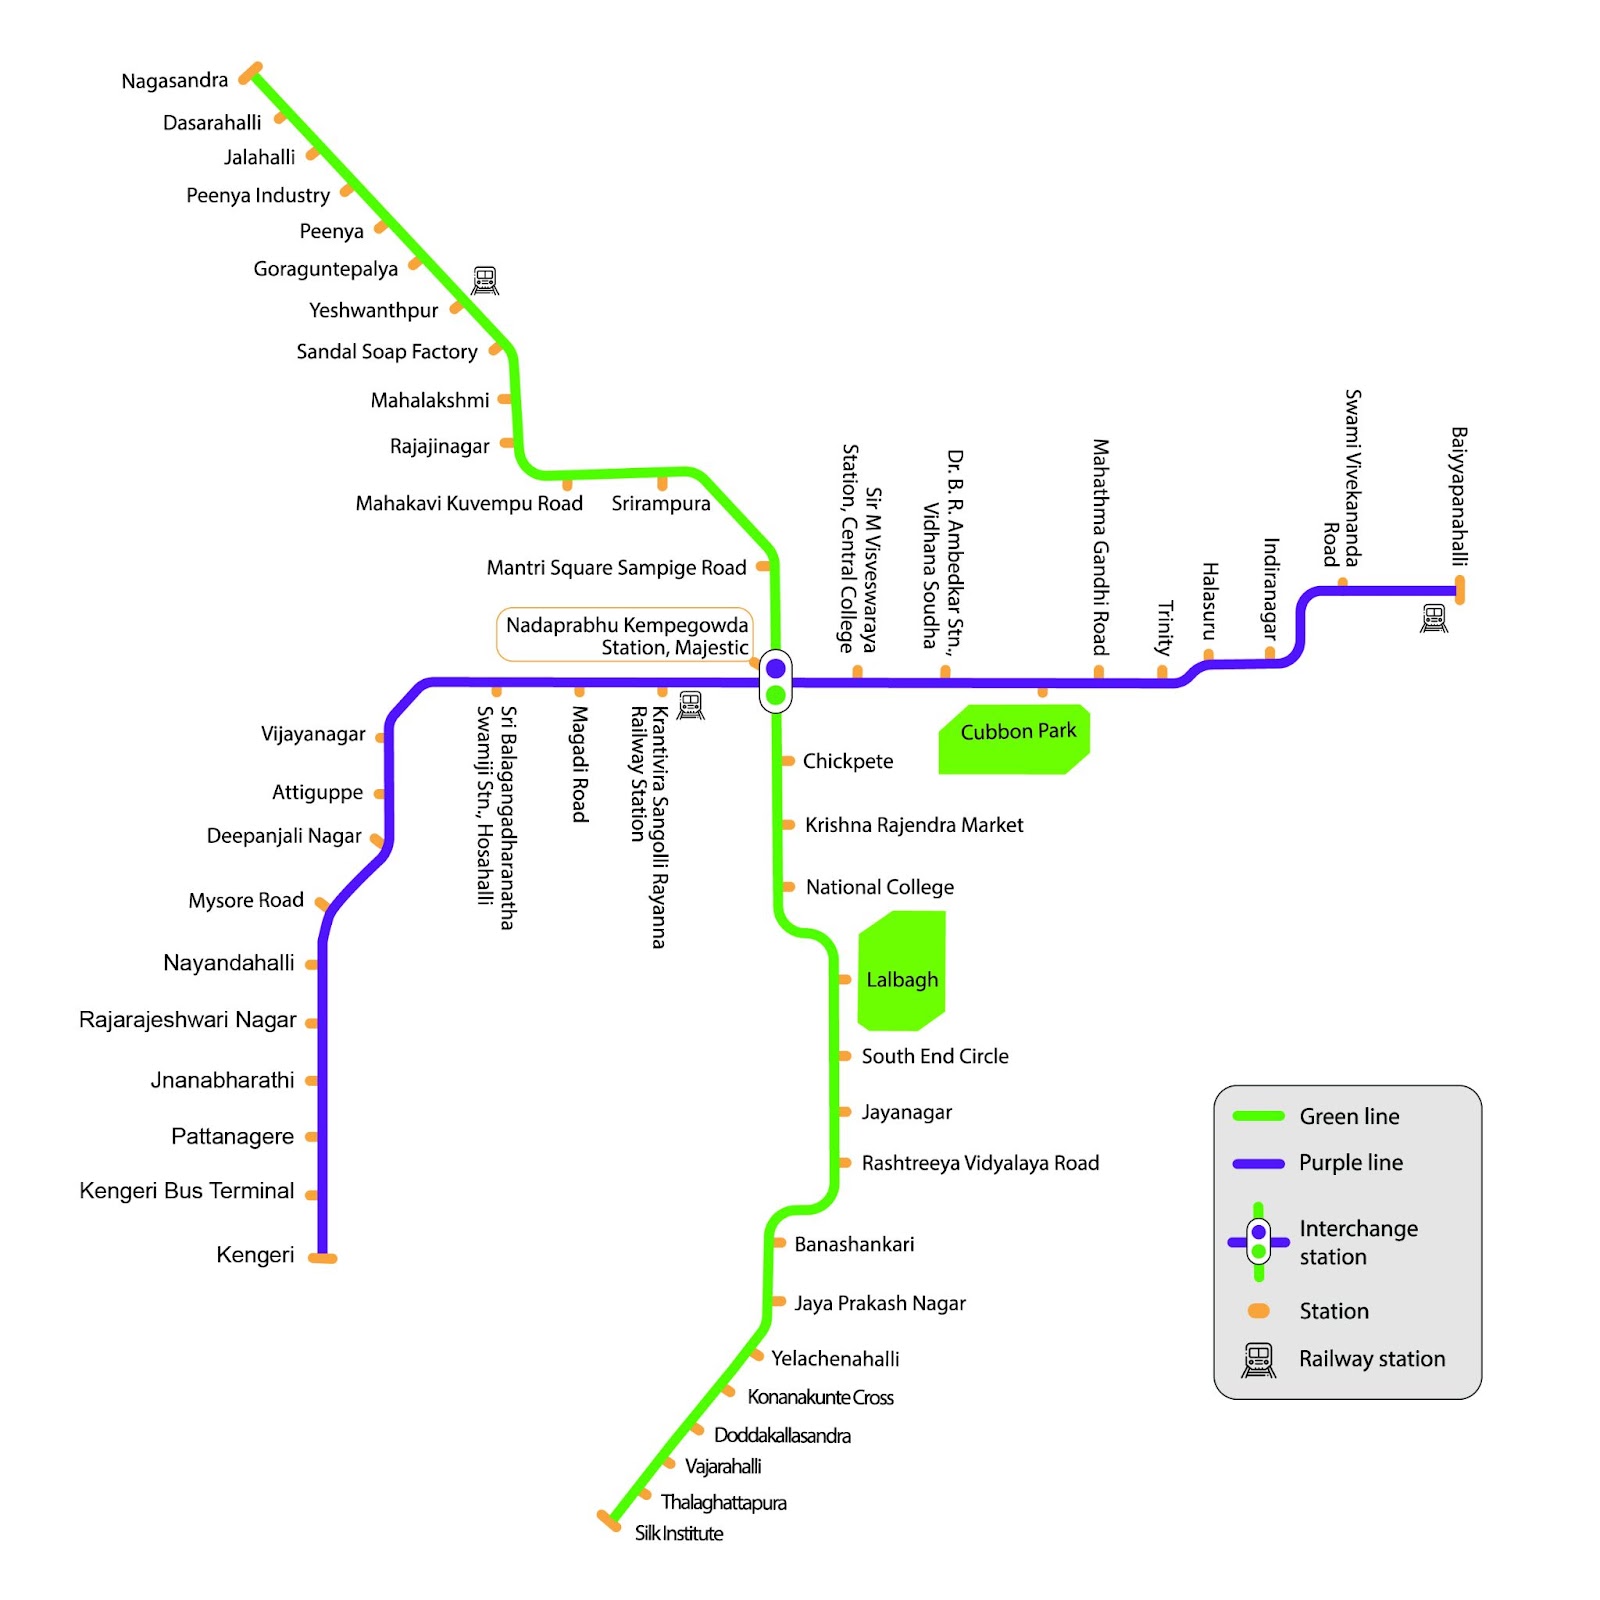 Nagasandra
Dasarahalli
Jalahalli
Peenya Industry
Peenya
Goraguntepalya
Yeshwanthpur
Sandal Soap Factory
Mahalakshmi
Rajajinagar
Mahakavi Kuvempu Road
Srirampura
Mantri Square Sampige Road
Nadaprabhu Kempegowda
Station, Majestic
Sir M Visveswaraya
Station, Central College
Dr. B. R. Ambedkar Stn.,
Vidhana Soudha
Cubbon Park
Mahathma Gandhi Road
Trinity
Halasuru
Indiranagar
Swami Vivekananda
Road
Baiyyapanahalli
Krantivira Sangolli Rayanna
Railway Station
Magadi Road
Sri Balagangadharanatha
Swamiji Stn., Hosahalli
Vijayanagar
Attiguppe
Deepanjali Nagar
Mysore Road
Nayandahalli
Rajarajeshwari Nagar
Jnanabharathi
Pattanagere
Kengeri Bus Terminal
Kengeri
Chickpete
Krishna Rajendra Market
National College
Lalbagh
South End Circle
Jayanagar
Rashtreeya Vidyalaya Road
Banashankari
Jaya Prakash Nagar
Yelachenahalli
Konanakunte Cross
Doddakallasandra
Vajarahalli
Thalaghattapura
Silk Institute
Green line
Purple line
Interchange
station
Station
Railway station